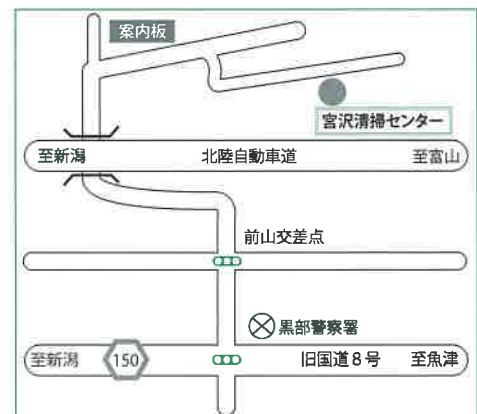 案内板
宮沢清掃センター
至新潟 北陸自動車道 至富山
前山交差点
黒部警察署
至新潟 150 旧国道8号 至魚津